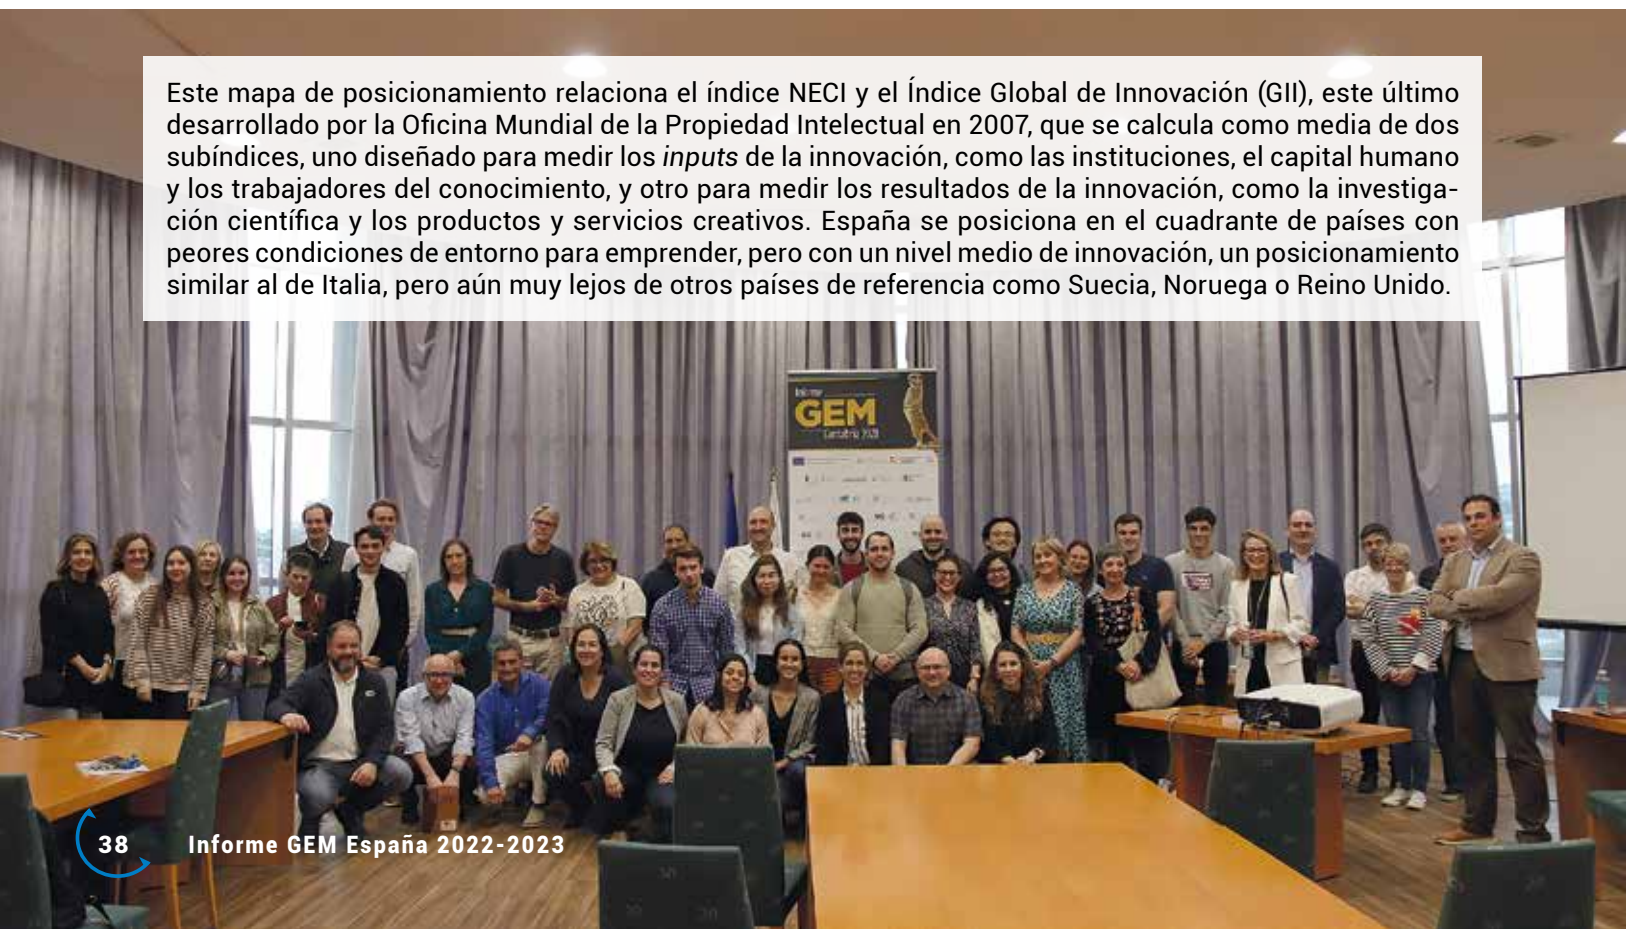 Este mapa de posicionamiento relaciona el índice NECI y el Índice Global de Innovación (GII), este último
desarrollado por la Oficina Mundial de la Propiedad Intelectual en 2007, que se calcula como media de dos
subíndices, uno diseñado para medir los inputs de la innovación, como las instituciones, el capital humano
y los trabajadores del conocimiento, y otro para medir los resultados de la innovación, como la investiga-
ción científica y los productos y servicios creativos. España se posiciona en el cuadrante de países con
peores condiciones de entorno para emprender, pero con un nivel medio de innovación, un posicionamiento
similar al de Italia, pero aún muy lejos de otros países de referencia como Suecia, Noruega o Reino Unido.
Informe
GEM
Cantabria
38 Informe GEM España 2022-2023